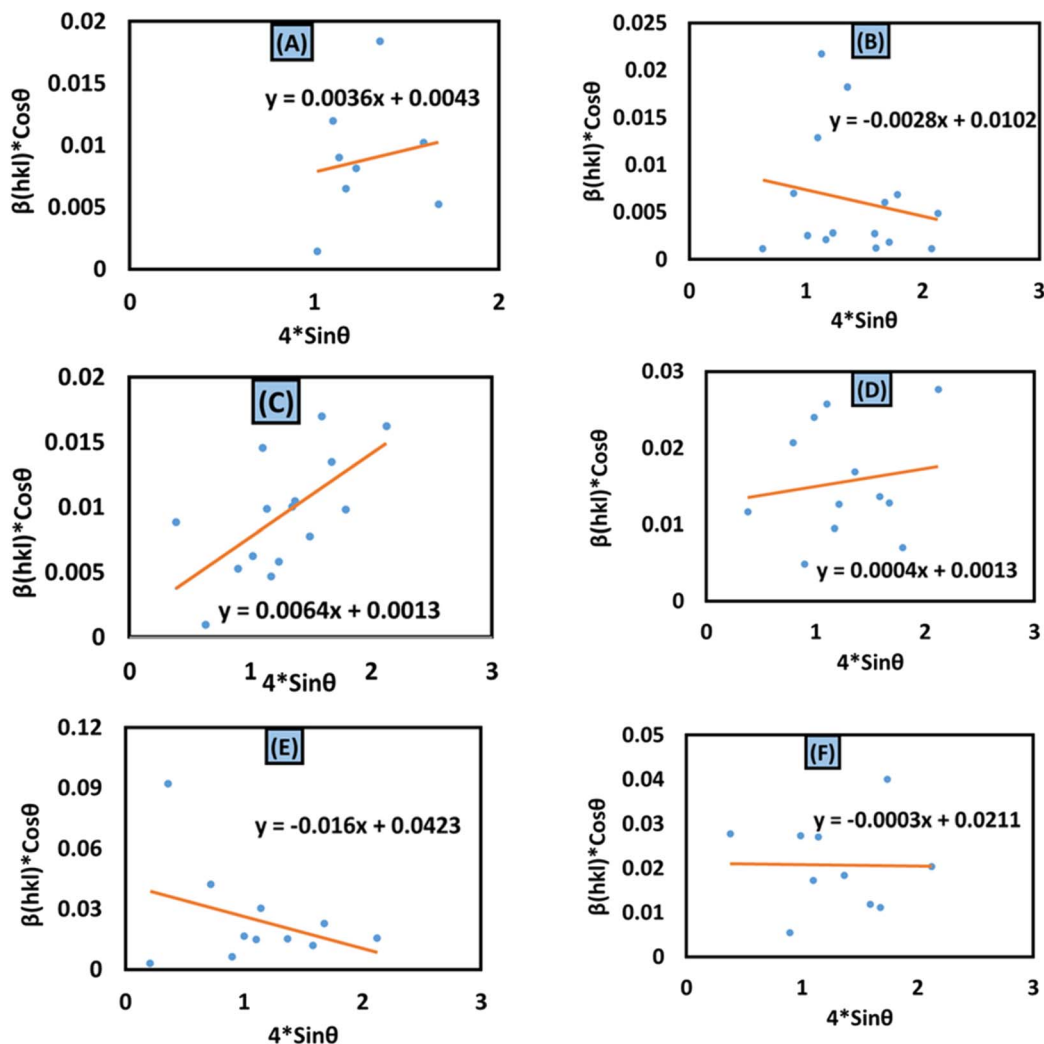 (A)
0.02
0.015
0.01
0.005
0
y = 0.0036x + 0.0043
β(hkl)*Cosθ
0 1 2
4*Sinθ
(B)
0.025
0.02
0.015
0.01
0.005
0
y = -0.0028x + 0.0102
β(hkl)*Cosθ
0 1 2 3
4*Sinθ
(C)
0.02
0.015
0.01
0.005
0
y = 0.0064x + 0.0013
β(hkl)*Cosθ
0 1 2 3
4*Sinθ
(D)
0.03
0.02
0.01
0
y = 0.0004x + 0.0013
β(hkl)*Cosθ
0 1 2 3
4*Sinθ
(E)
0.12
0.09
0.06
0.03
0
y = -0.016x + 0.0423
β(hkl)*Cosθ
0 1 2 3
4*Sinθ
(F)
0.05
0.04
0.03
0.02
0.01
0
y = -0.0003x + 0.0211
β(hkl)*Cosθ
0 1 2 3
4*Sinθ